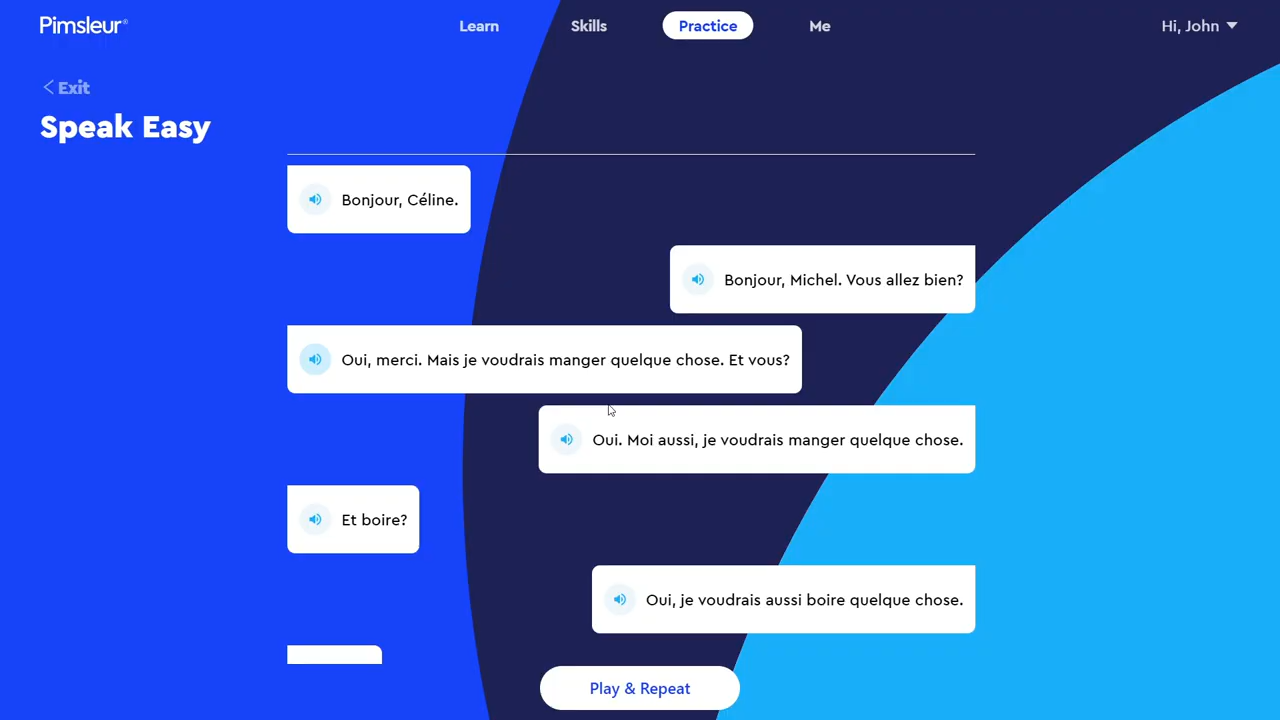 Pimsleur®
Learn
Skills
Practice
Me
Hi, John
Exit
Speak Easy
Bonjour, Céline.
Bonjour, Michel. Vous allez bien?
Oui, merci. Mais je voudrais manger quelque chose. Et vous?
Oui. Moi aussi, je voudrais manger quelque chose.
Et boire?
Oui, je voudrais aussi boire quelque chose.
Play & Repeat